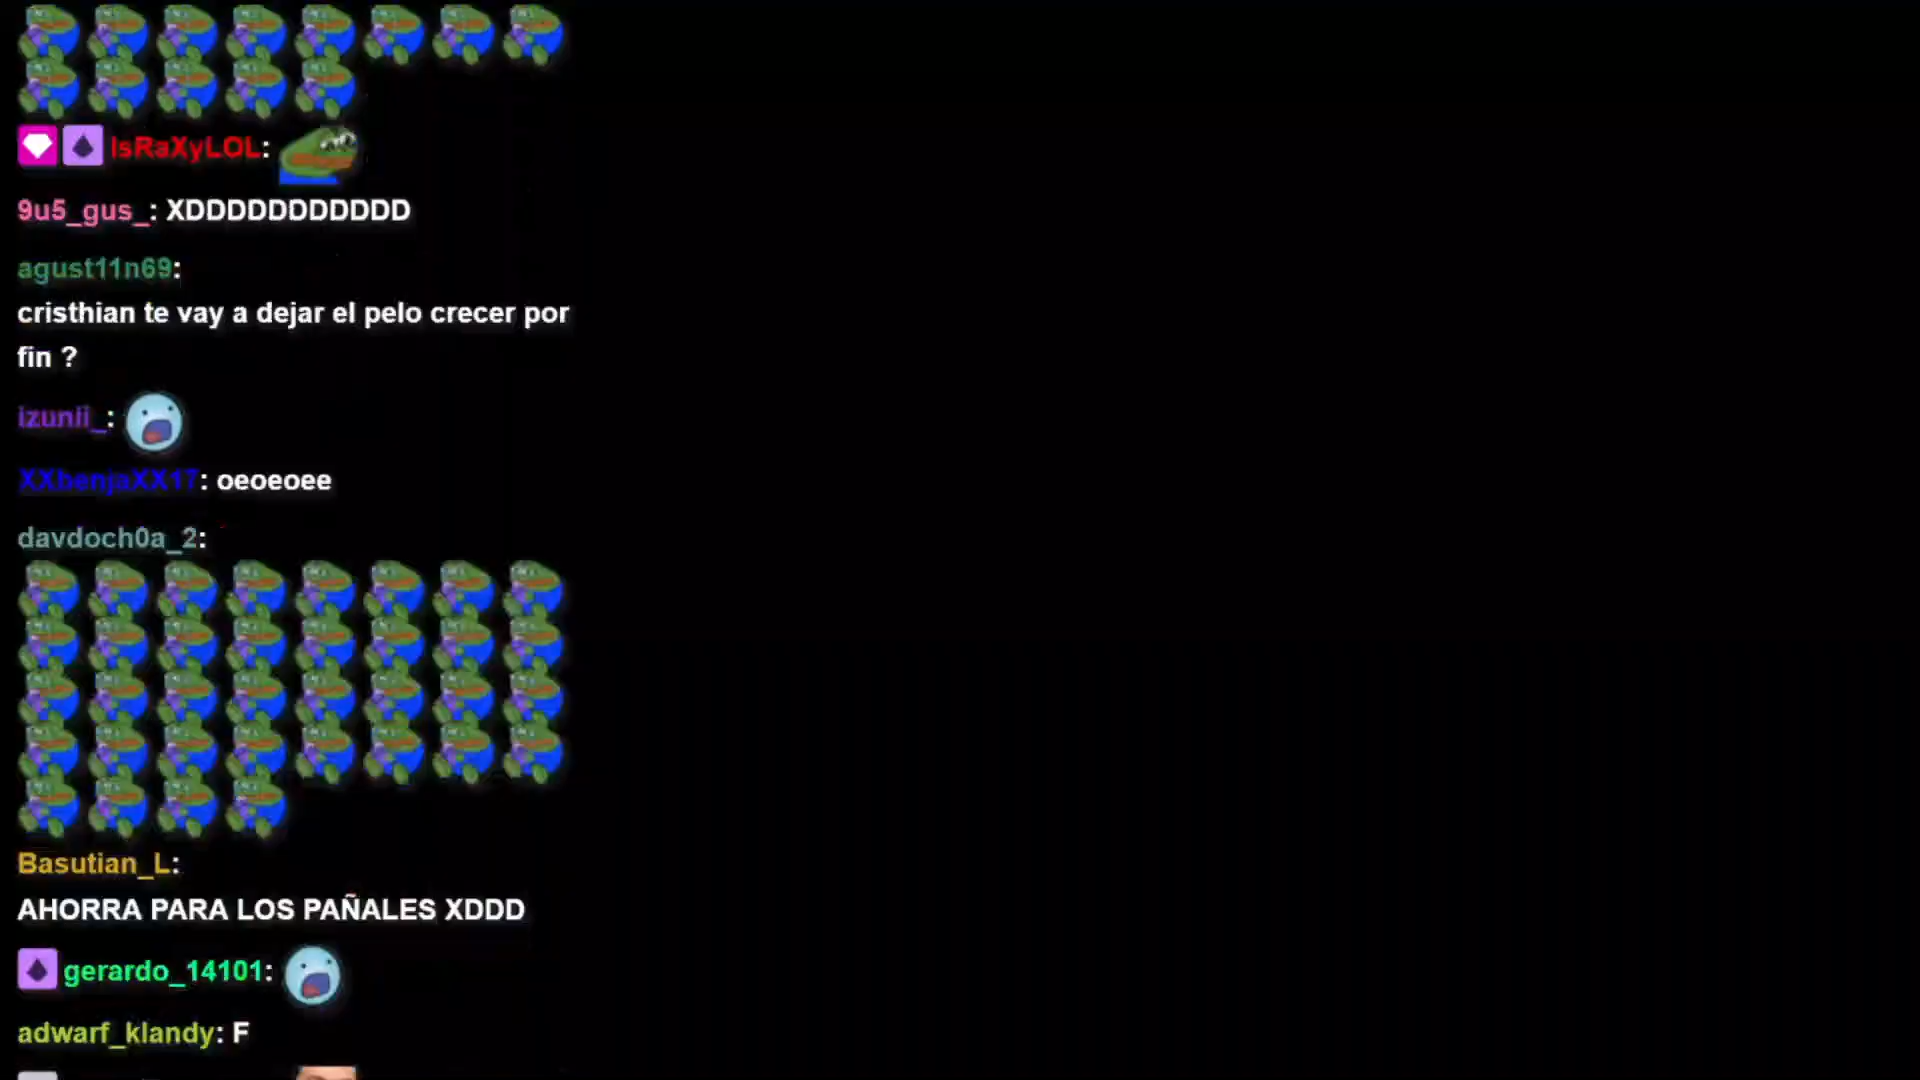 IsRaXyLOL:
9u5_gus_: XDDDDDDDDDDD
agust11n69:
cristhian te vay a dejar el pelo crecer por
fin ?
izunii_:
XXbenjaXX17: oeoeoee
davdoch0a_2:
Basutian_L:
AHORRA PARA LOS PAÑALES XDDD
gerardo_14101:
adwarf_klandy: F